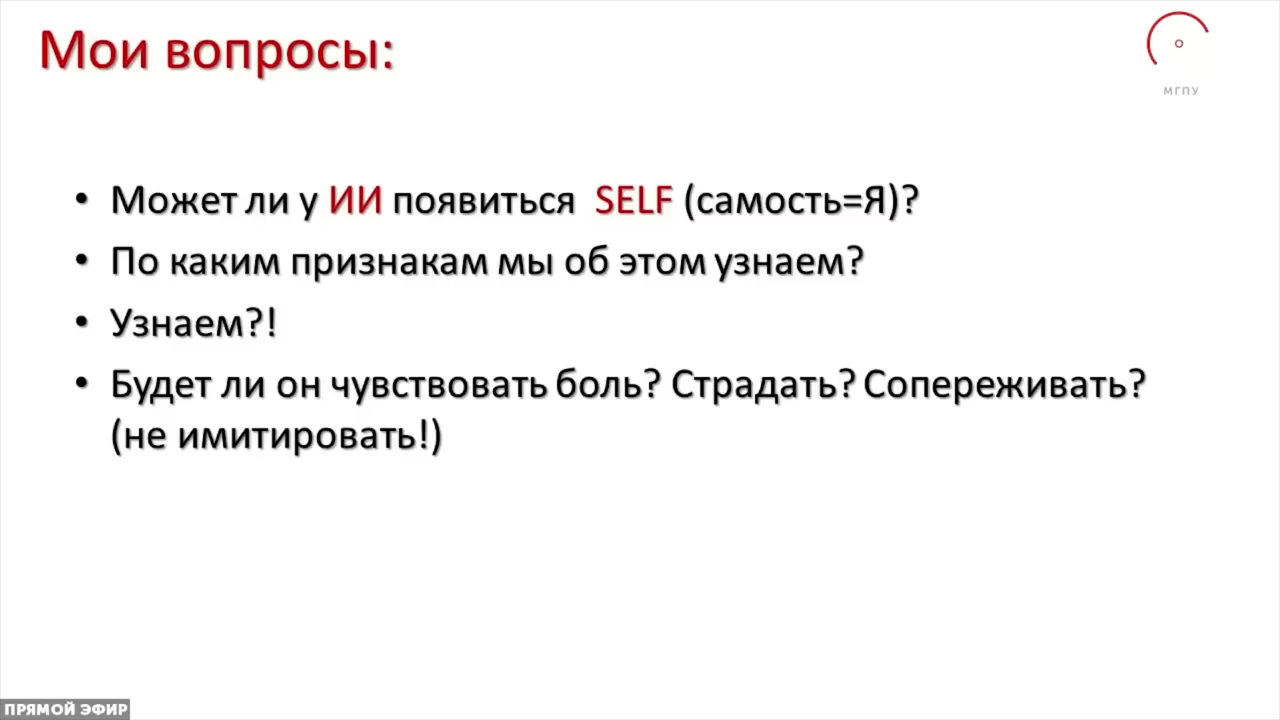 Мои вопросы:
МГПУ
• Может ли у ИИ появиться SELF (самость=Я)?
• По каким признакам мы об этом узнаем?
• Узнаем?!
• Будет ли он чувствовать боль? Страдать? Сопереживать?
(не имитировать!)
ПРЯМОЙ ЭФИР